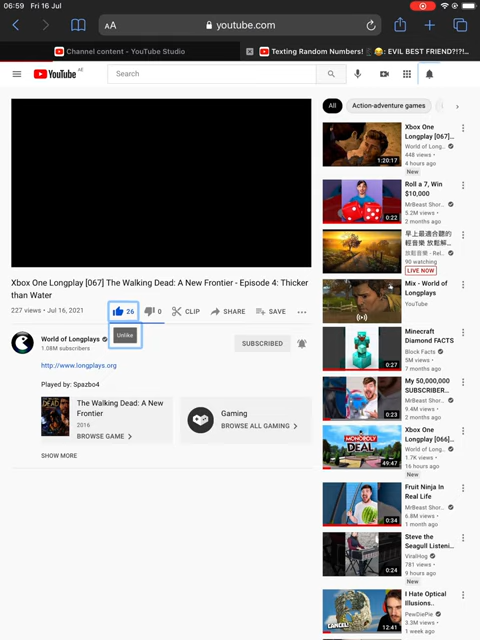 06:59 Fri 16 Jul
AA
youtube.com
Channel content - YouTube Studio
Texting Random Numbers!
: EVIL BEST FRIEND?!?!...
YouTube AE
Search
Xbox One Longplay [067] The Walking Dead: A New Frontier - Episode 4: Thicker
than Water
227 views • Jul 16, 2021
26
0
CLIP
SHARE
SAVE
Unlike
World of Longplays
1.08M subscribers
SUBSCRIBED
http://www.longplays.org
Played by: Spazbo4
The Walking Dead: A New
Frontier
2016
BROWSE GAME
Gaming
BROWSE ALL GAMING
SHOW MORE
All
Action-adventure games
Xbox One
Longplay [067]...
World of Long...
448 views •
4 hours ago
New
1:20:17
Roll a 7, Win
$10,000
MrBeast Shor...
5.2M views •
2 months ago
0:22
早上最適合聽的
輕音樂 放鬆解...
放鬆音樂 - Rel...
90 watching
LIVE NOW
Mix - World of
Longplays
YouTube
Minecraft
Diamond FACTS
Block Facts
5M views •
7 months ago
0:27
My 50,000,000
SUBSCRIBER...
MrBeast Shor...
9.4M views •
2 months ago
0:23
Xbox One
Longplay [066]...
World of Long...
1.7K views •
16 hours ago
New
MONOPOLY
DEAL
49:47
Fruit Ninja In
Real Life
MrBeast Shor...
6.8M views •
1 month ago
0:34
Steve the
Seagull Listeni...
ViralHog
781 views •
9 hours ago
New
0:24
I Hate Optical
Illusions..
PewDiePie
3.3M views •
1 week ago
CANCEL!
12:41